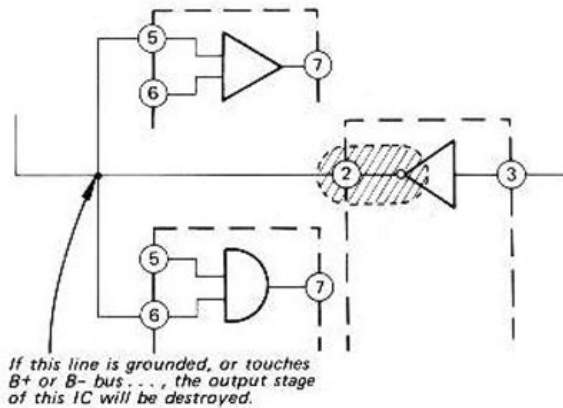 5
7
6
2
3
5
7
6
If this line is grounded, or touches
B+ or B- bus...., the output stage
of this IC will be destroyed.